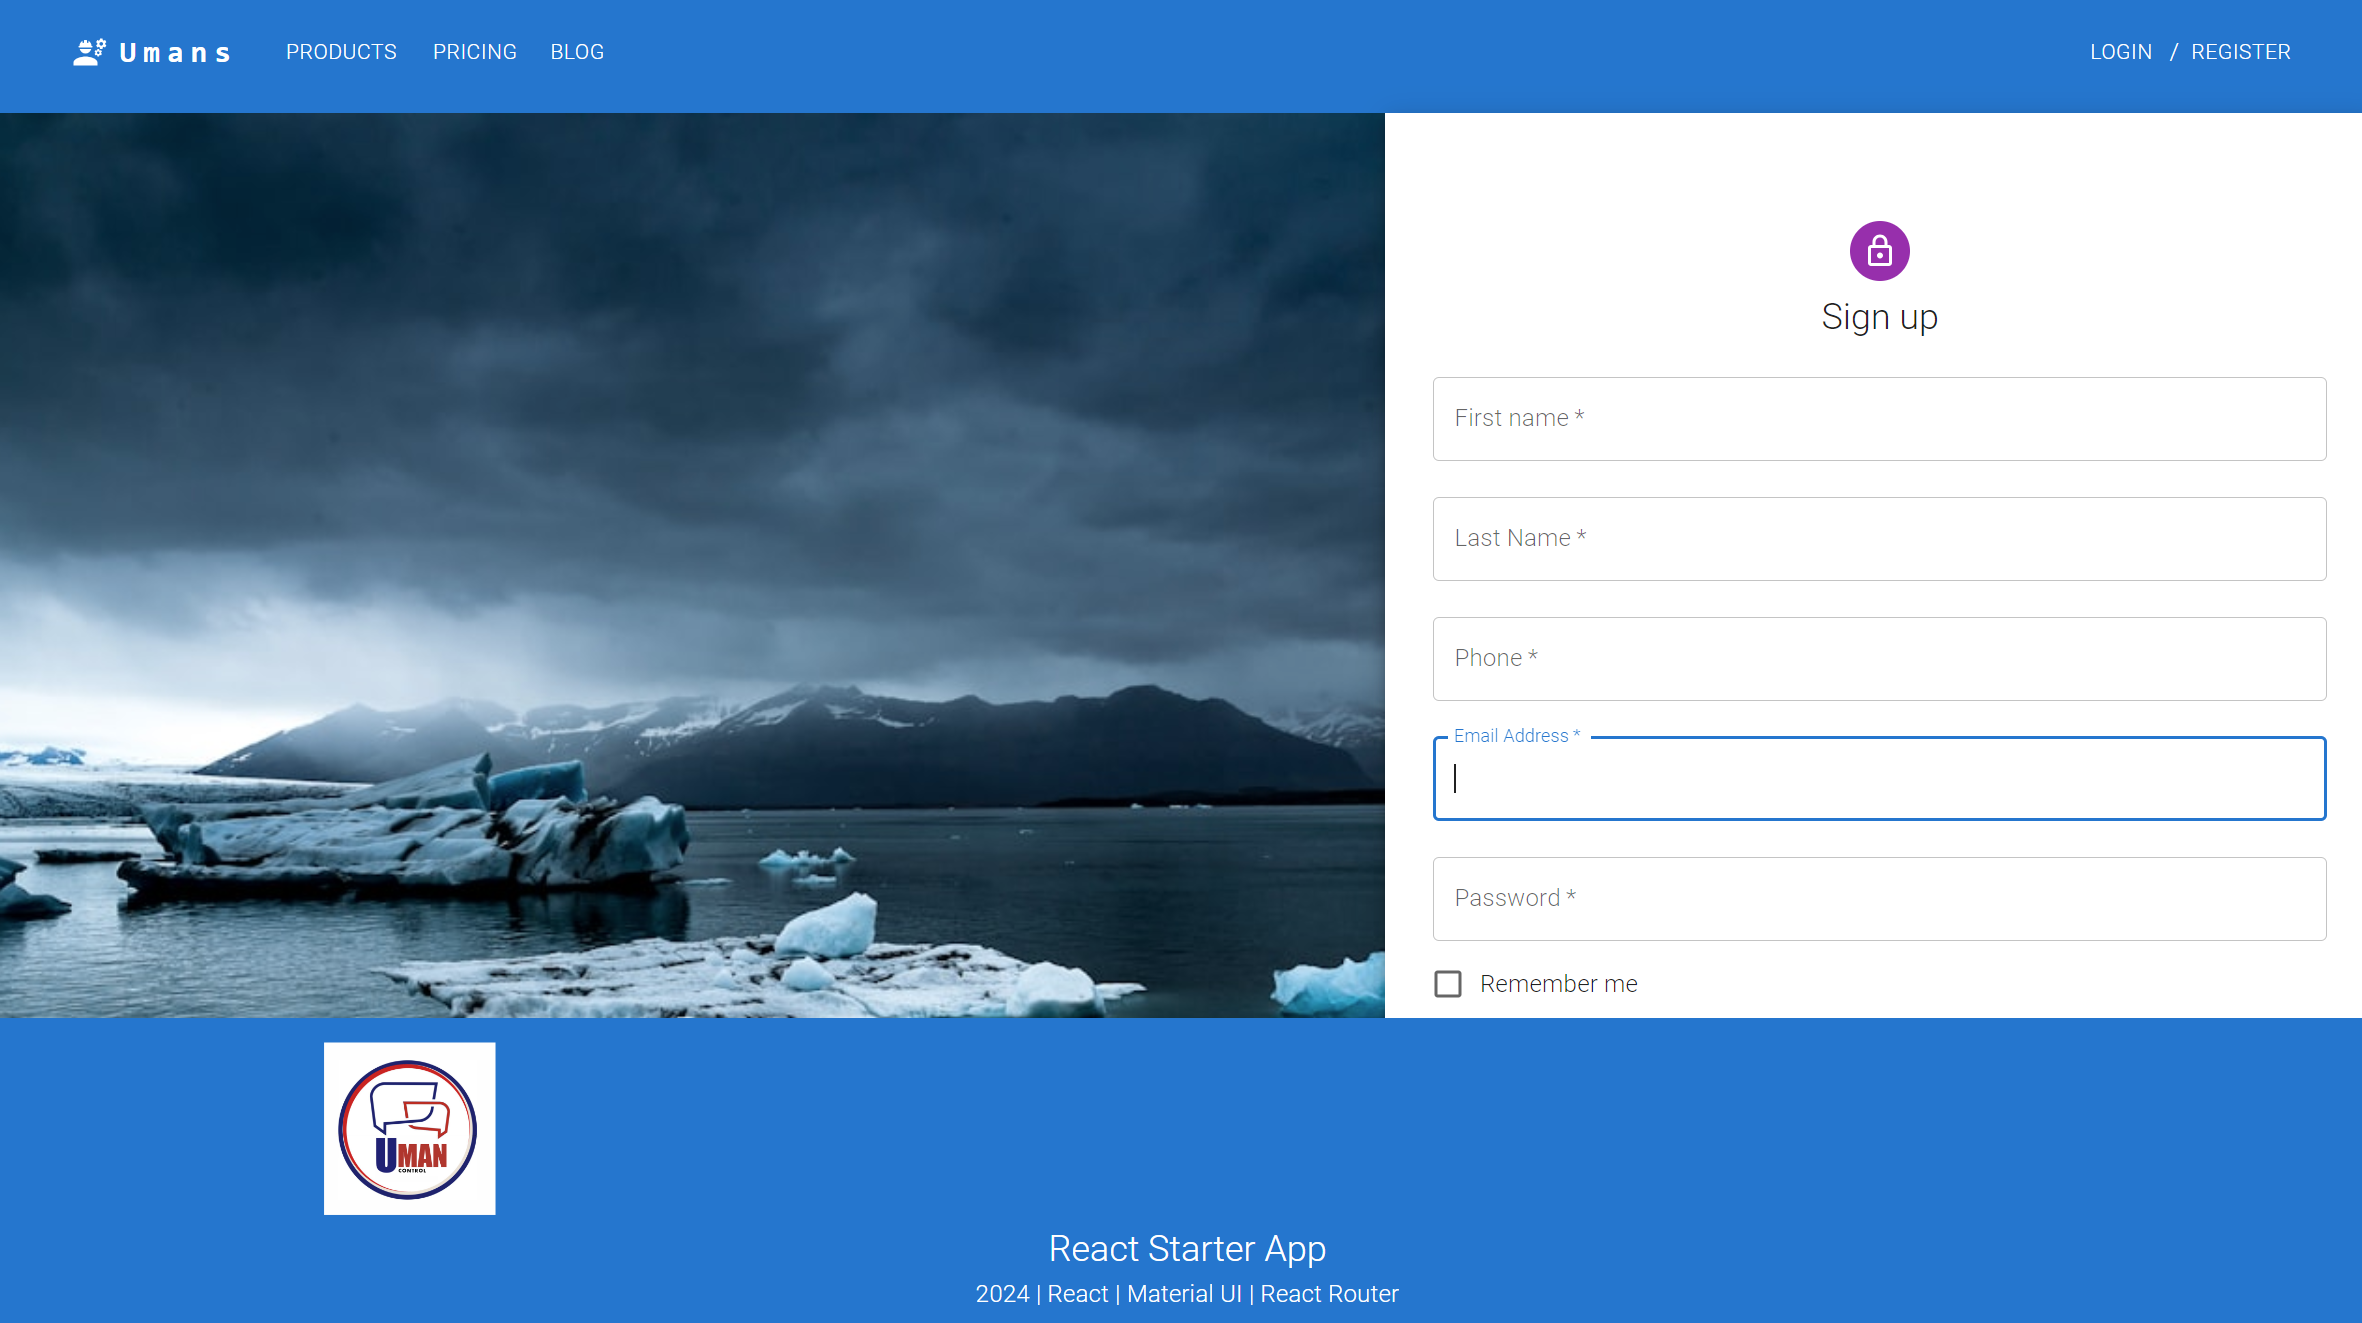 Umans PRODUCTS PRICING BLOG LOGIN / REGISTER
Sign up
First name *
Last Name *
Phone *
Email Address *
Password *
Remember me
UMAN
CONTROL
React Starter App
2024 | React | Material UI | React Router